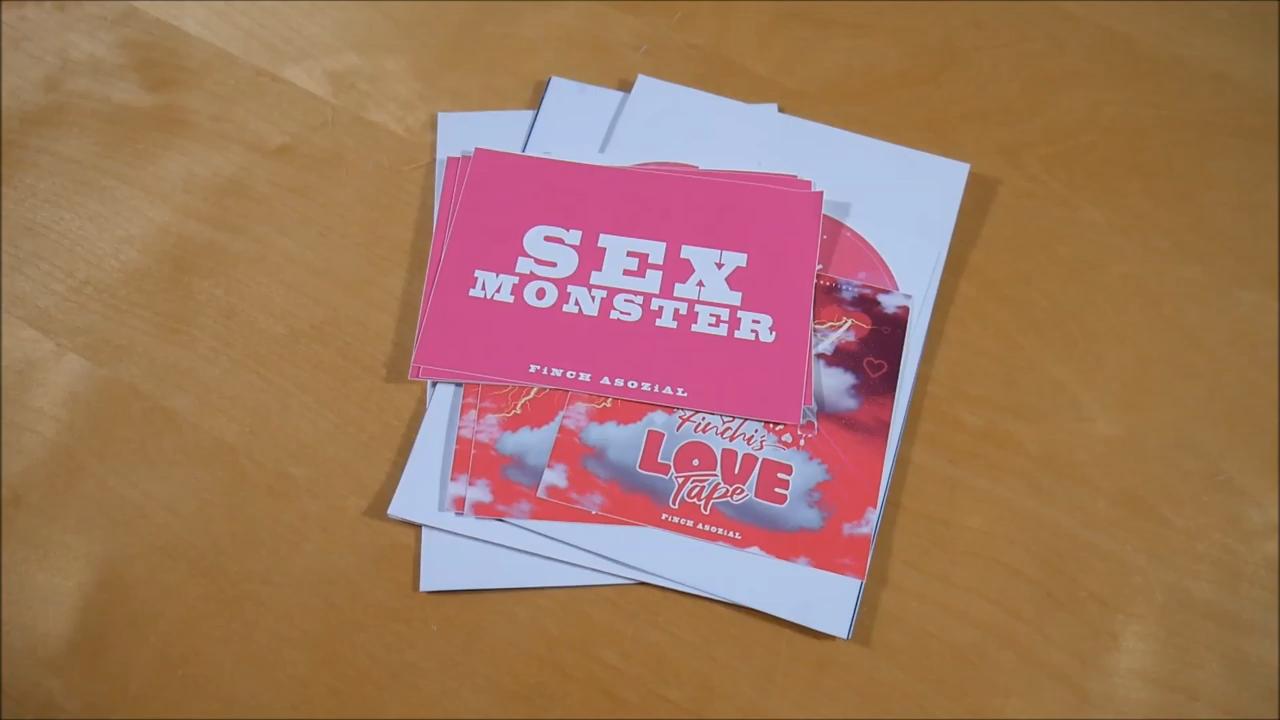 SEX
MONSTER
FiNCH ASOZiAL
Finchi's
LOVE
Tape
FiNCH ASOZiAL